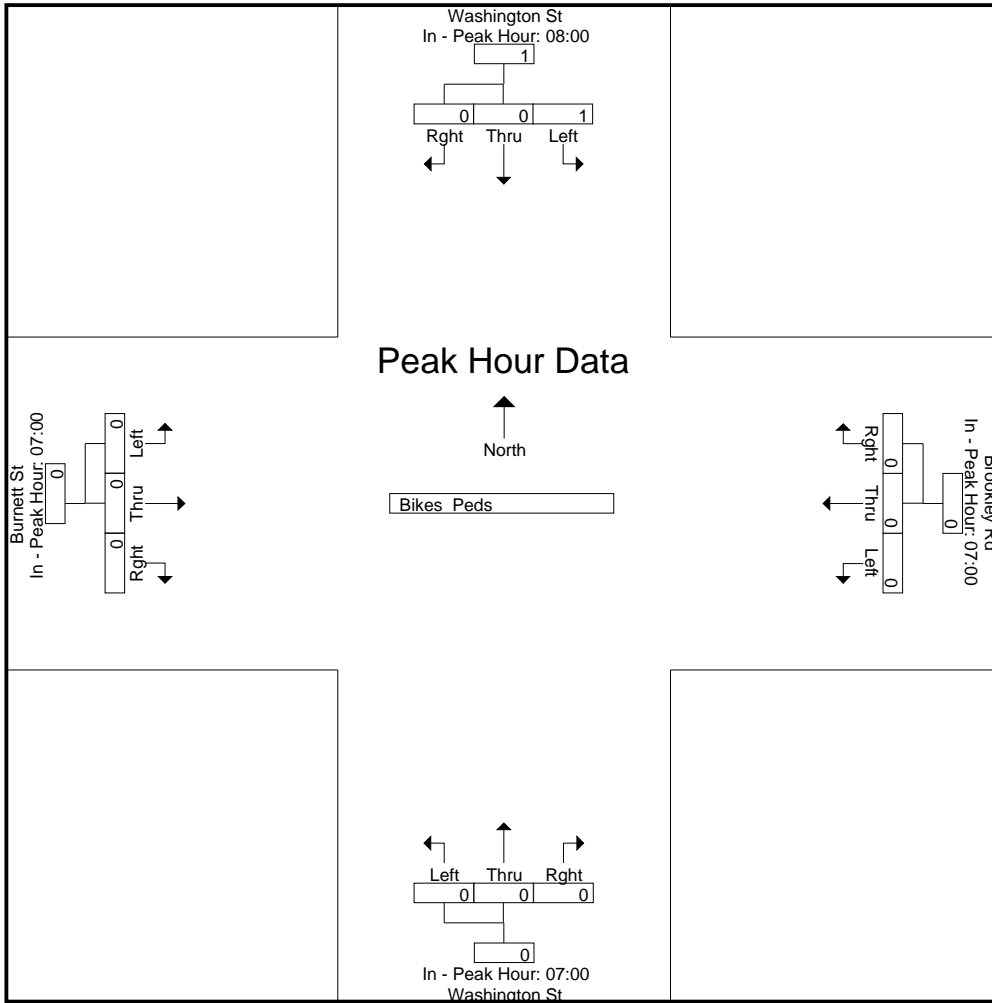 Washington St
In - Peak Hour: 08:00
1
0 0 1
Rght Thru Left
Peak Hour Data
North
Bikes Peds
Burnett St
In - Peak Hour: 07:00
0
0 0 0
Left Thru Rght
Rght Thru Left
0 0 0
0
In - Peak Hour: 07:00
Brookley Rd
Left Thru Rght
0 0 0
0
In - Peak Hour: 07:00
Washington St